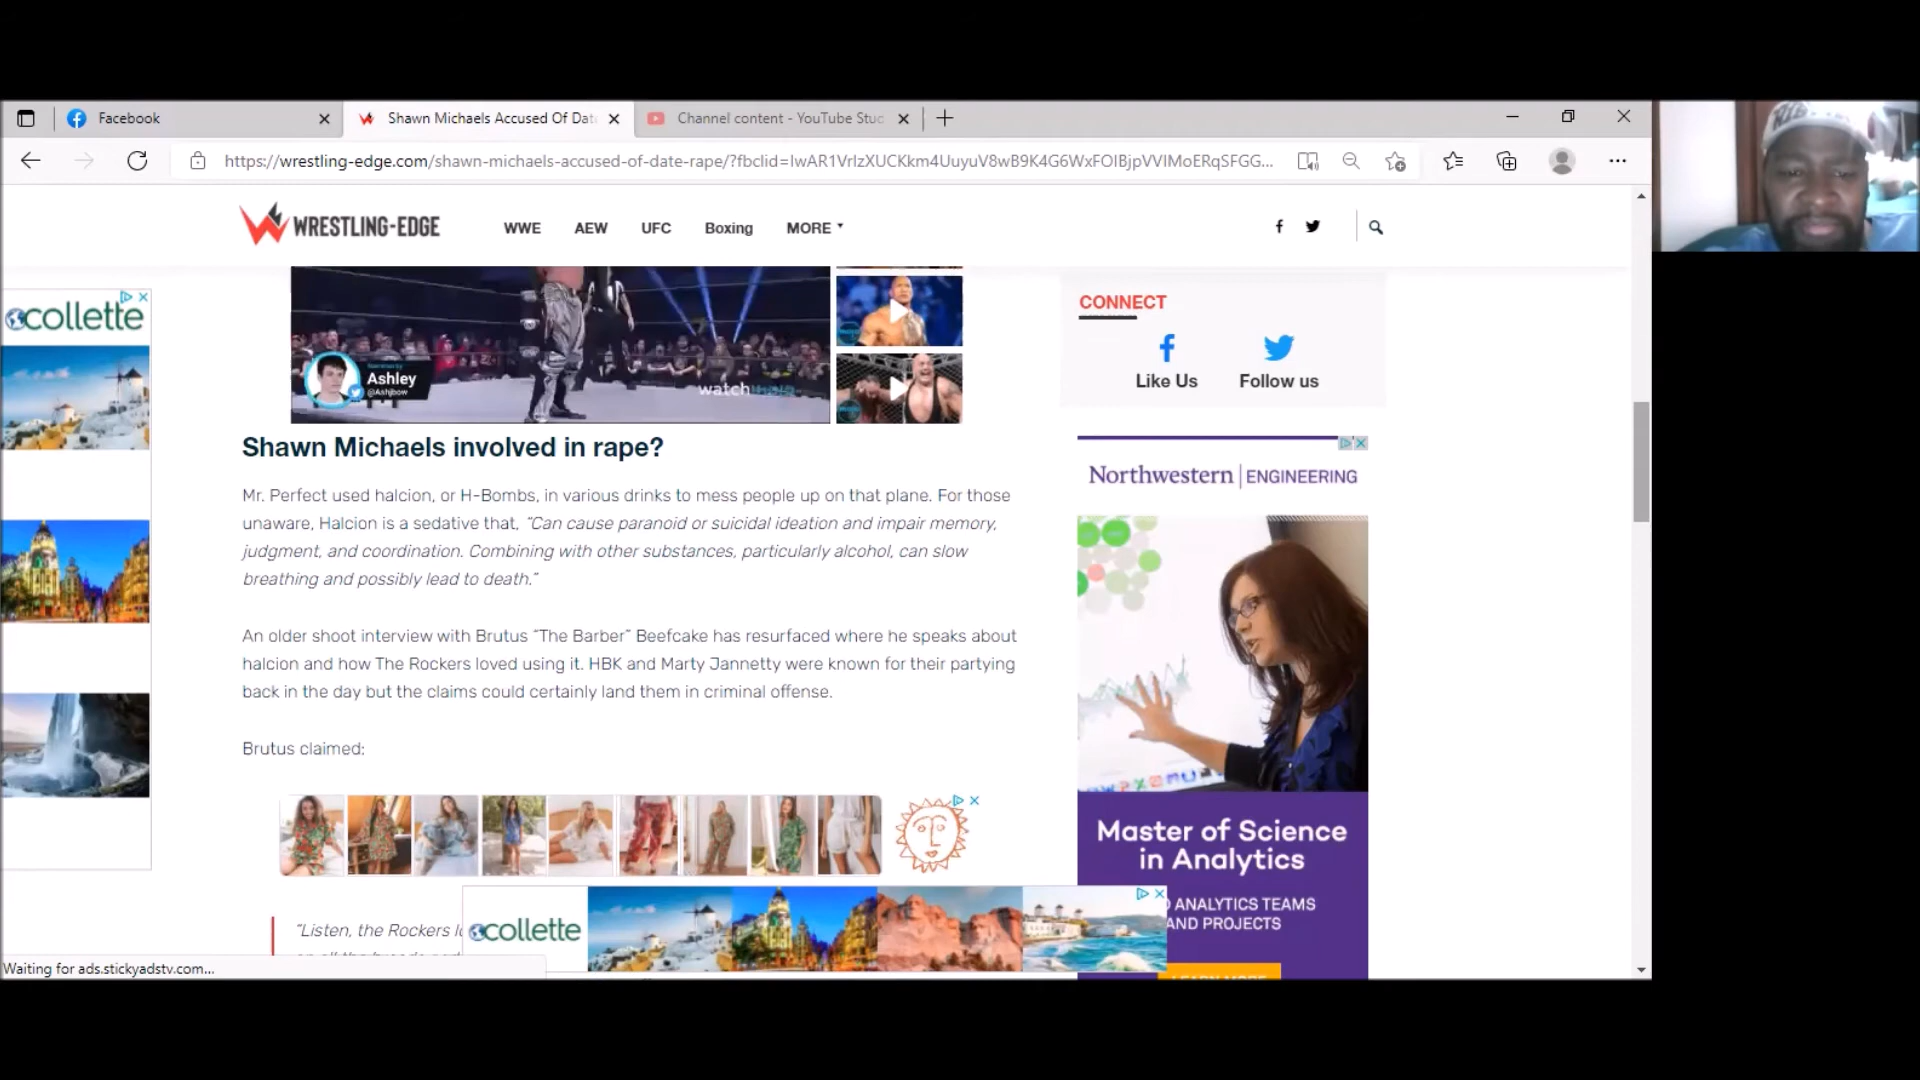 Facebook
Shawn Michaels Accused Of Dat
Channel content - YouTube Stud
https://wrestling-edge.com/shawn-michaels-accused-of-date-rape/?fbclid=IwAR1VrIzXUCKkm4UuyuV8wB9K4G6WxFOIBjpVVIMoERqSFGG...
WRESTLING-EDGE
WWE AEW UFC Boxing MORE
collette
Ashley
@Ashjbow
watch
CONNECT
Like Us Follow us
Northwestern | ENGINEERING
Shawn Michaels involved in rape?
Mr. Perfect used halcion, or H-Bombs, in various drinks to mess people up on that plane. For those
unaware, Halcion is a sedative that, “Can cause paranoid or suicidal ideation and impair memory,
judgment, and coordination. Combining with other substances, particularly alcohol, can slow
breathing and possibly lead to death.”
An older shoot interview with Brutus “The Barber” Beefcake has resurfaced where he speaks about
halcion and how The Rockers loved using it. HBK and Marty Jannetty were known for their partying
back in the day but the claims could certainly land them in criminal offense.
Brutus claimed:
Master of Science
in Analytics
ANALYTICS TEAMS
AND PROJECTS
LEARN MORE
“Listen, the Rockers
collette
Waiting for ads.stickyadstv.com...